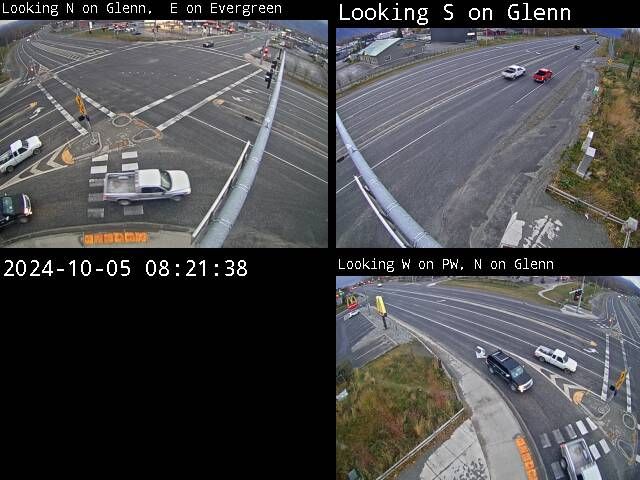 Looking N on Glenn, E on Evergreen
Looking S on Glenn
2024-10-05 08:21:38
Looking W on PW, N on Glenn